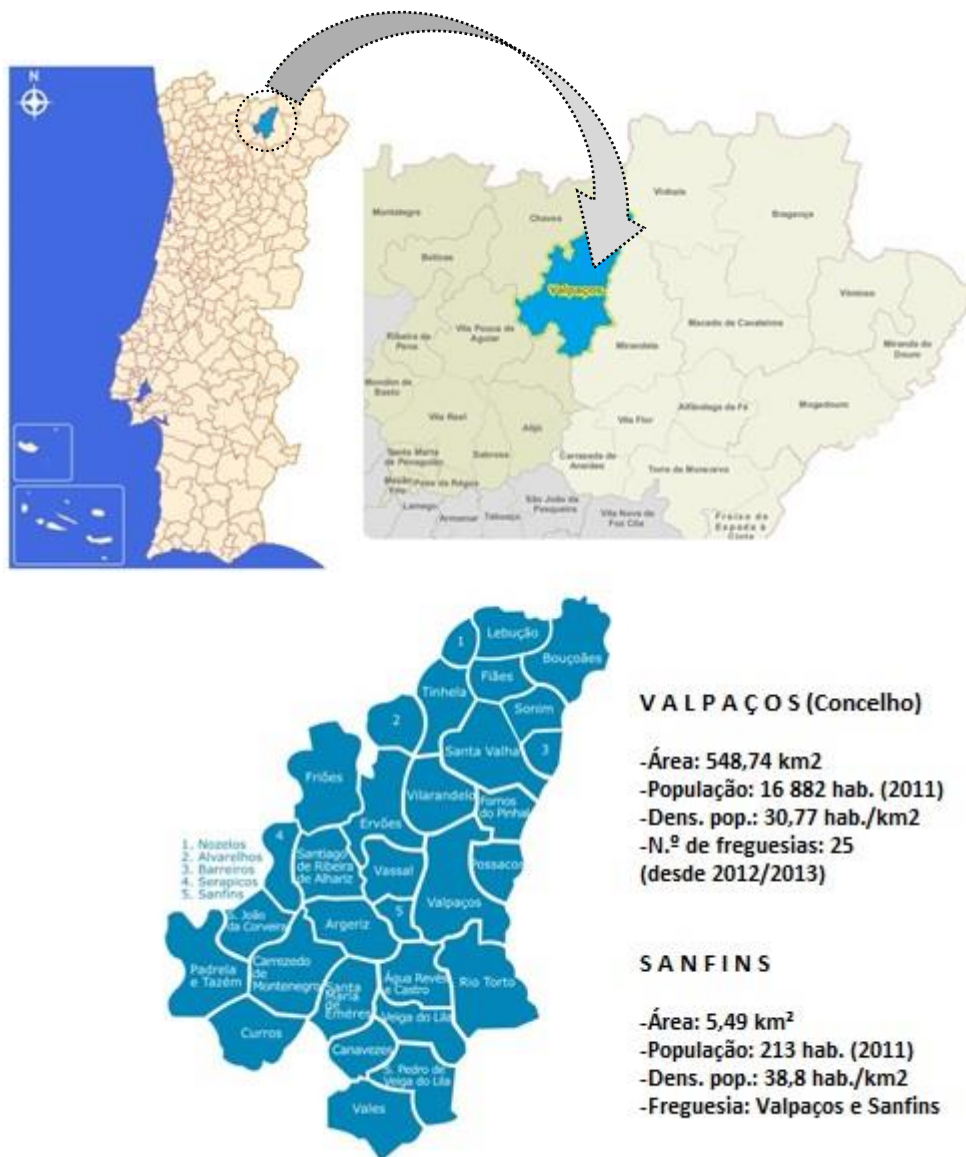 N
Montalegre
Chaves
Vinhais
Bragança
Boticas
Valpaços
Vimioso
Ribeira de
Pena
Vila Pouca de
Aguiar
Mirandela
Macedo de Cavaleiros
Miranda do
Douro
Mondim de
Basto
Vila Real
Alijó
Vila Flor
Alfândega da Fé
Mogadouro
Santa Marta
de Penaguião
Sabrosa
Carrazeda de
Ansiães
Torre de Moncorvo
Mesão
Frio
Peso da Régua
Lamego
Armamar
Tabuaço
São João da
Pesqueira
Vila Nova de
Foz Côa
Freixo de
Espada à
Cinta
1
Lebução
Bouçoães
Fiães
Tinhela
Sonim
2
Santa Valha
3
Friões
Vilarandelo
Fornos
do Pinhal
Ervões
4
1. Nozelos
2. Alvarelhos
3. Barreiros
4. Serapicos
5. Sanfins
Santiago
de Ribeira
de Alhariz
Vassal
Possacos
Valpaços
5
S. João
da Corveira
Argeriz
Padrela
e Tazém
Carrezedo
de
Montenegro
Santa
Maria
de
Eméres
Água Revés
e Castro
Rio Torto
Curros
Veiga do Lila
Canavezes
S. Pedro de
Veiga do Lila
Vales
V A L P A Ç O S (Concelho)
-Área: 548,74 km2
-População: 16 882 hab. (2011)
-Dens. pop.: 30,77 hab./km2
-N.º de freguesias: 25
(desde 2012/2013)
S A N F I N S
-Área: 5,49 km²
-População: 213 hab. (2011)
-Dens. pop.: 38,8 hab./km2
-Freguesia: Valpaços e Sanfins